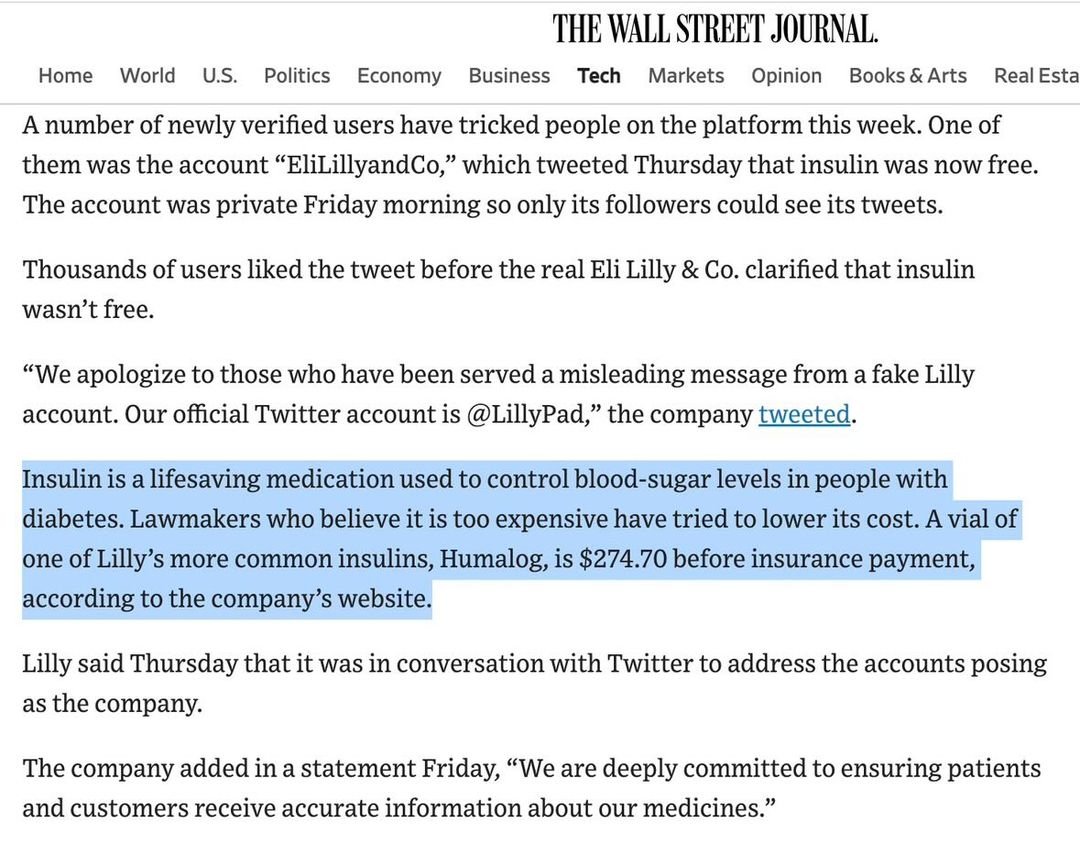 THE WALL STREET JOURNAL.
Home World U.S. Politics Economy Business Tech Markets Opinion Books & Arts Real Esta
A number of newly verified users have tricked people on the platform this week. One of
them was the account “EliLillyandCo,” which tweeted Thursday that insulin was now free.
The account was private Friday morning so only its followers could see its tweets.
Thousands of users liked the tweet before the real Eli Lilly & Co. clarified that insulin
wasn’t free.
“We apologize to those who have been served a misleading message from a fake Lilly
account. Our official Twitter account is @LillyPad,” the company tweeted.
Insulin is a lifesaving medication used to control blood-sugar levels in people with
diabetes. Lawmakers who believe it is too expensive have tried to lower its cost. A vial of
one of Lilly’s more common insulins, Humalog, is $274.70 before insurance payment,
according to the company’s website.
Lilly said Thursday that it was in conversation with Twitter to address the accounts posing
as the company.
The company added in a statement Friday, “We are deeply committed to ensuring patients
and customers receive accurate information about our medicines.”